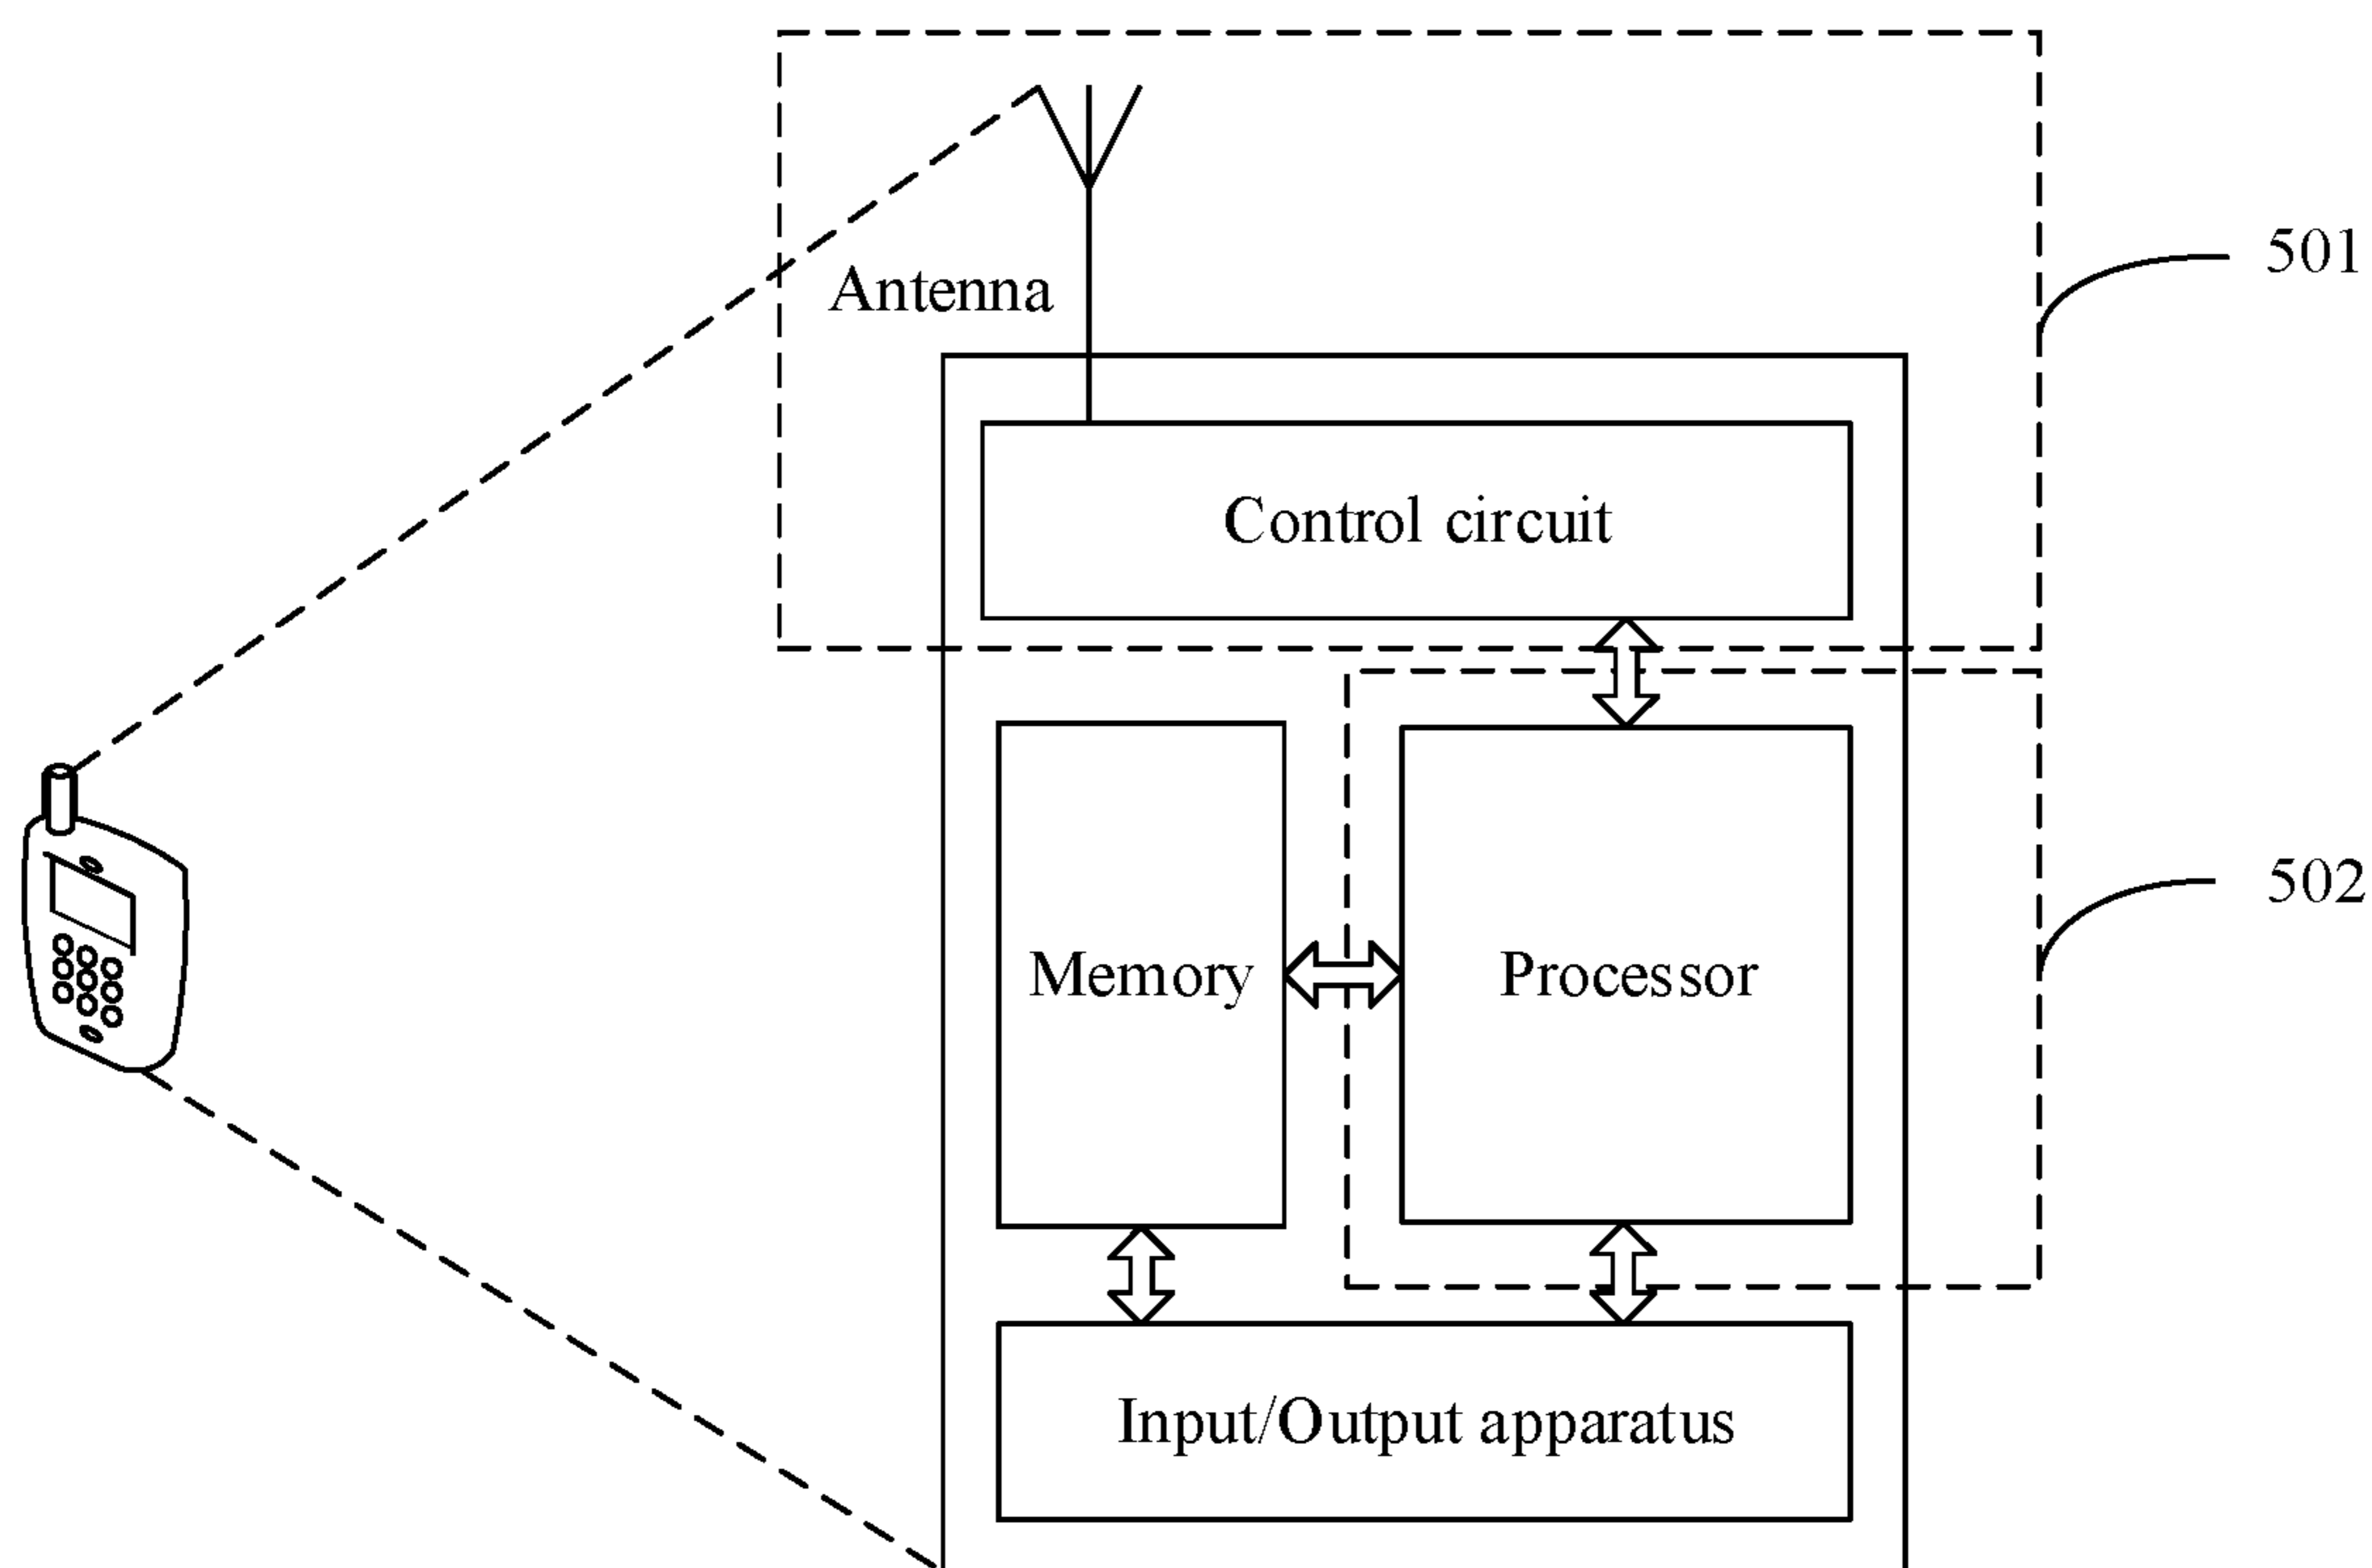 501
Antenna
Control circuit
502
Memory
Processor
Input/Output apparatus